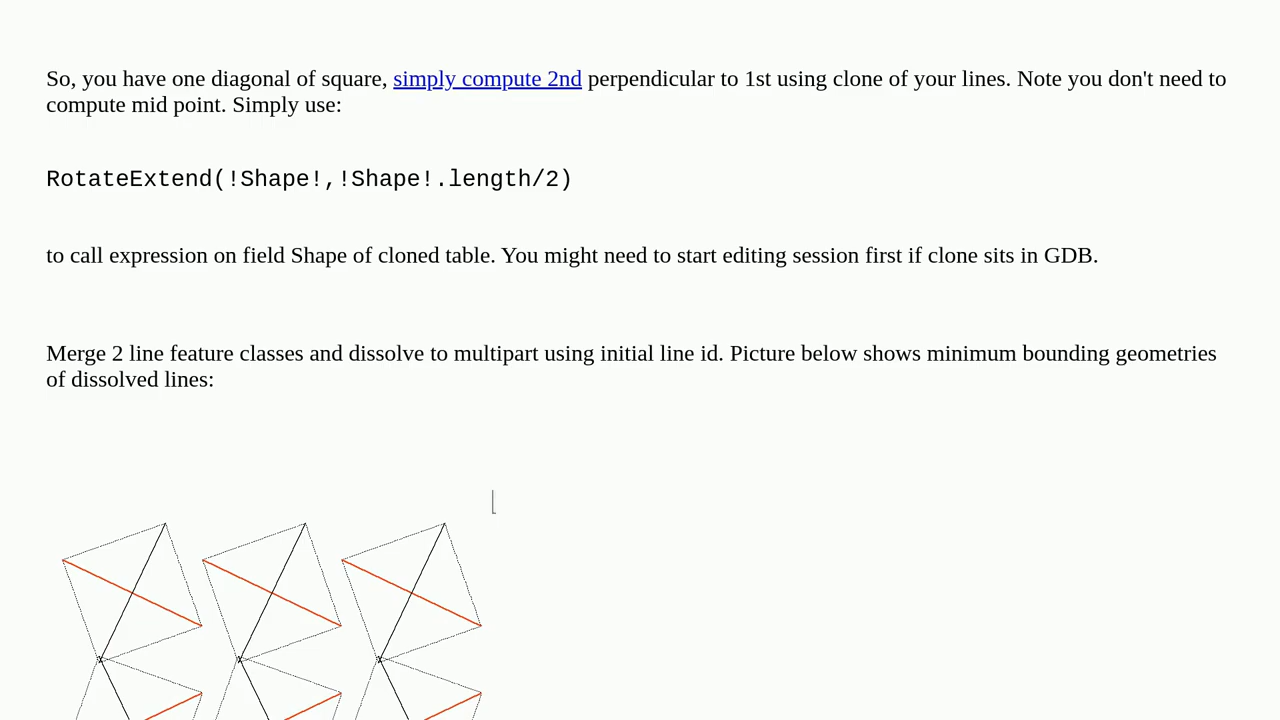 So, you have one diagonal of square, simply compute 2nd perpendicular to 1st using clone of your lines. Note you don't need to
compute mid point. Simply use:
RotateExtend(!Shape!,!Shape!.length/2)
to call expression on field Shape of cloned table. You might need to start editing session first if clone sits in GDB.
Merge 2 line feature classes and dissolve to multipart using initial line id. Picture below shows minimum bounding geometries
of dissolved lines: